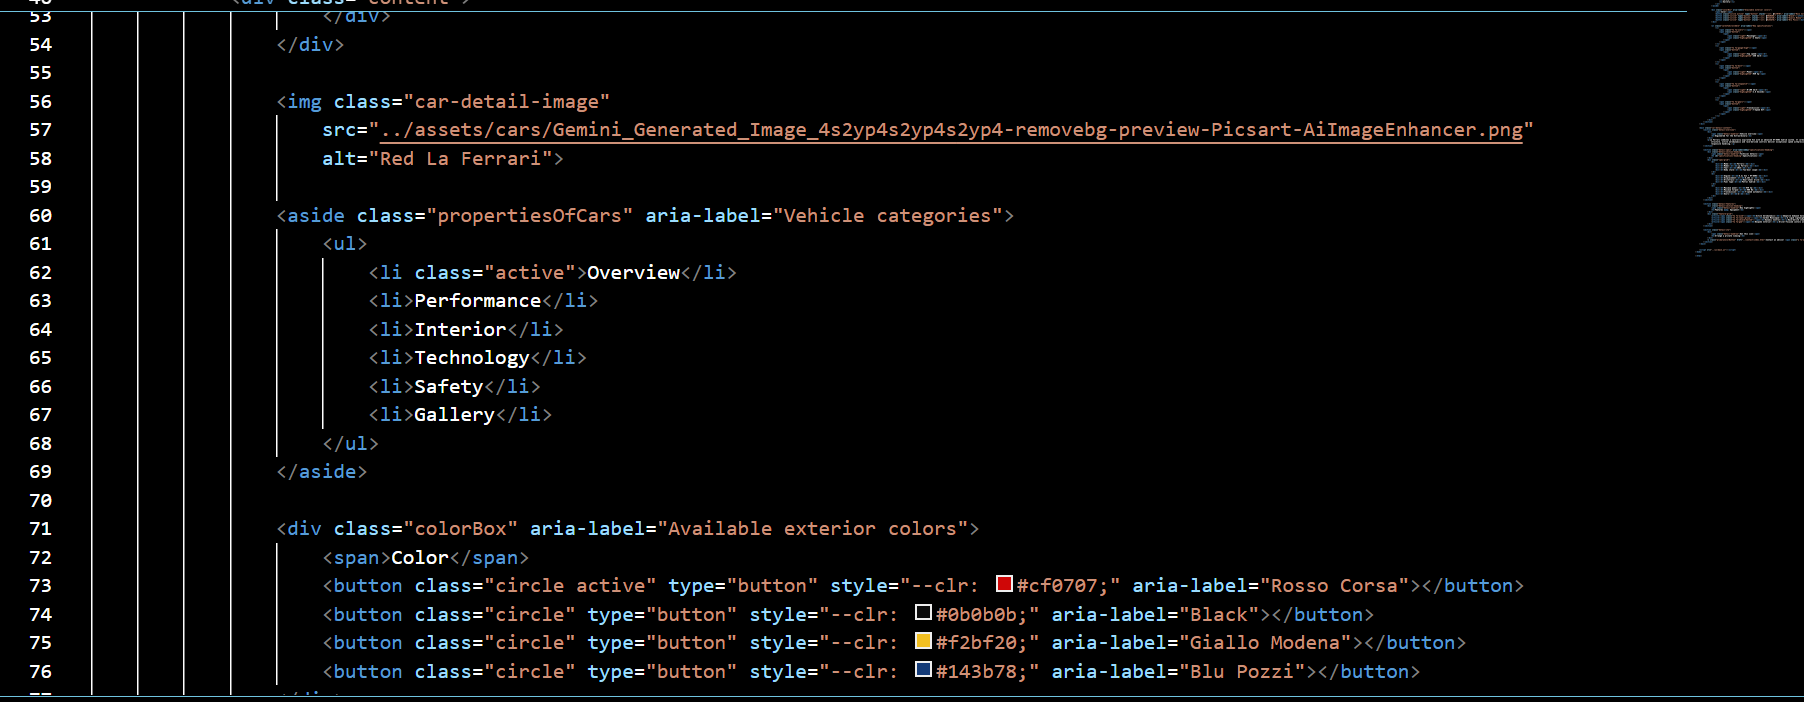 <div class="content">
53 </div>
54 </div>
55
56 <img class="car-detail-image"
57 src="../assets/cars/Gemini_Generated_Image_4s2yp4s2yp4s2yp4-removebg-preview-Picsart-AiImageEnhancer.png"
58 alt="Red La Ferrari">
59
60 <aside class="propertiesOfCars" aria-label="Vehicle categories">
61 <ul>
62 <li class="active">Overview</li>
63 <li>Performance</li>
64 <li>Interior</li>
65 <li>Technology</li>
66 <li>Safety</li>
67 <li>Gallery</li>
68 </ul>
69 </aside>
70
71 <div class="colorBox" aria-label="Available exterior colors">
72 <span>Color</span>
73 <button class="circle active" type="button" style="--clr: #cf0707;" aria-label="Rosso Corsa"></button>
74 <button class="circle" type="button" style="--clr: #0b0b0b;" aria-label="Black"></button>
75 <button class="circle" type="button" style="--clr: #f2bf20;" aria-label="Giallo Modena"></button>
76 <button class="circle" type="button" style="--clr: #143b78;" aria-label="Blu Pozzi"></button>